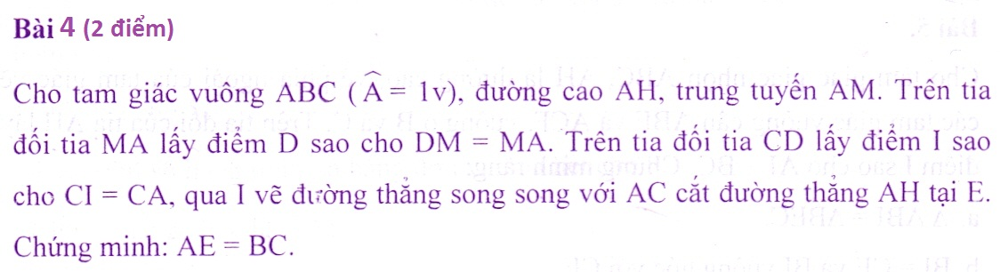 Bài 4 (2 điểm)
Cho tam giác vuông ABC ( Â = 1v), đường cao AH, trung tuyến AM. Trên tia
đối tia MA lấy điểm D sao cho DM = MA. Trên tia đối tia CD lấy điểm I sao
cho CI = CA, qua I vẽ đường thẳng song song với AC cắt đường thẳng AH tại E.
Chứng minh: AE = BC.